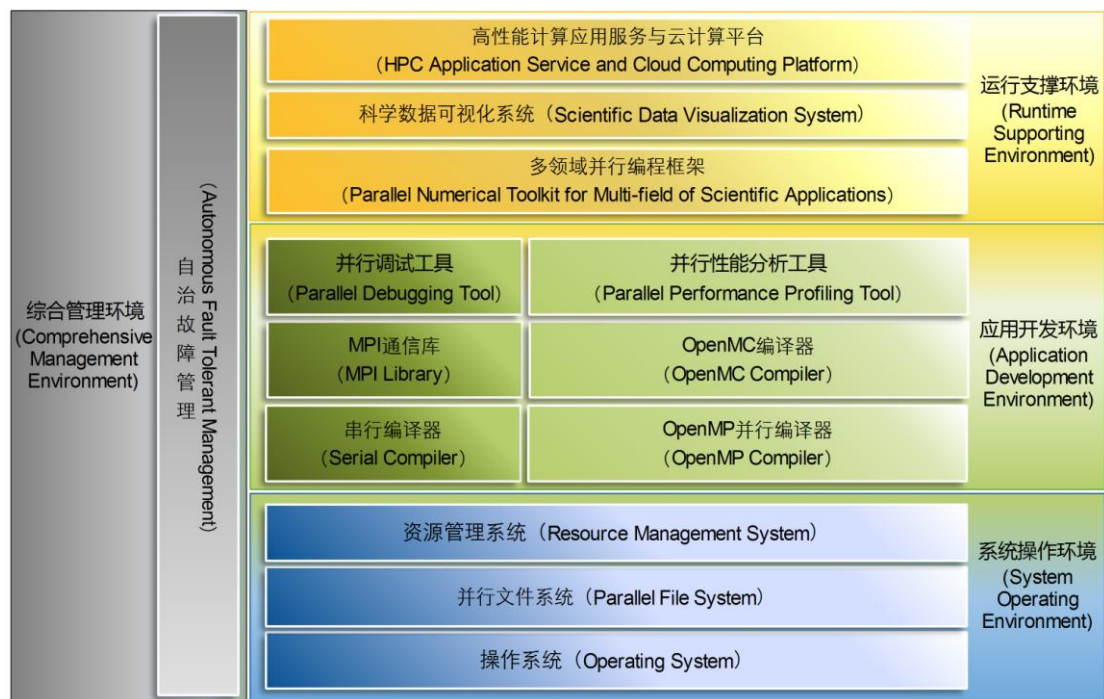 综合管理环境
(Comprehensive
Management
Environment)
自治故障管理
（Autonomous Fault Tolerant Management）
高性能计算应用服务与云计算平台
（HPC Application Service and Cloud Computing Platform）
科学数据可视化系统（Scientific Data Visualization System）
多领域并行编程框架
（Parallel Numerical Toolkit for Multi-field of Scientific Applications）
运行支撑环境
(Runtime
Supporting
Environment)
并行调试工具
（Parallel Debugging Tool）
并行性能分析工具
（Parallel Performance Profiling Tool）
MPI通信库
（MPI Library）
OpenMC编译器
（OpenMC Compiler）
串行编译器
（Serial Compiler）
OpenMP并行编译器
（OpenMP Compiler）
应用开发环境
(Application
Development
Environment)
资源管理系统（Resource Management System）
并行文件系统（Parallel File System）
操作系统（Operating System）
系统操作环境
(System
Operating
Environment)